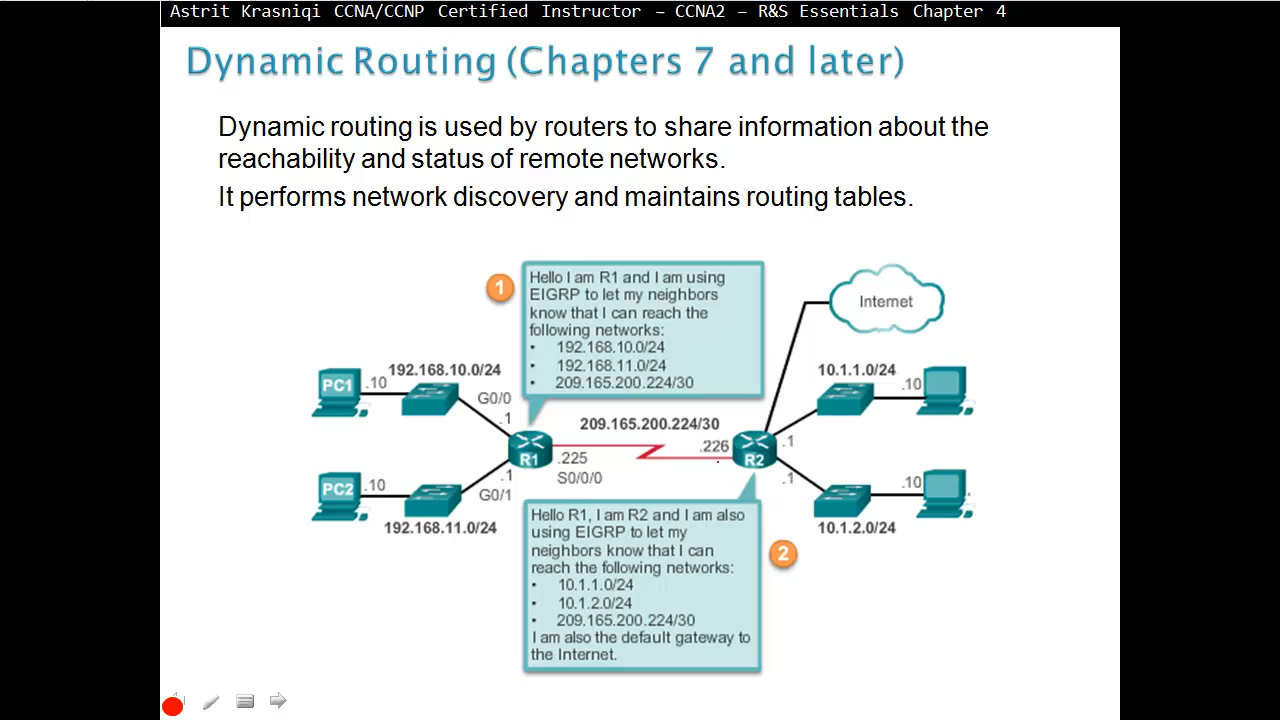 Astrit Krasniqi CCNA/CCNP Certified Instructor – CCNA2 – R&S Essentials Chapter 4
Dynamic Routing (Chapters 7 and later)
Dynamic routing is used by routers to share information about the
reachability and status of remote networks.
It performs network discovery and maintains routing tables.
1
Hello I am R1 and I am using
EIGRP to let my neighbors
know that I can reach the
following networks:
• 192.168.10.0/24
• 192.168.11.0/24
• 209.165.200.224/30
Internet
192.168.10.0/24
PC1
.10
G0/0
.1
209.165.200.224/30
10.1.1.0/24
.10
R1
.225
S0/0/0
.226
R2
.1
.1
PC2
.10
.1
G0/1
192.168.11.0/24
.10
10.1.2.0/24
Hello R1, I am R2 and I am also
using EIGRP to let my
neighbors know that I can
reach the following networks:
• 10.1.1.0/24
• 10.1.2.0/24
• 209.165.200.224/30
I am also the default gateway to
the Internet.
2